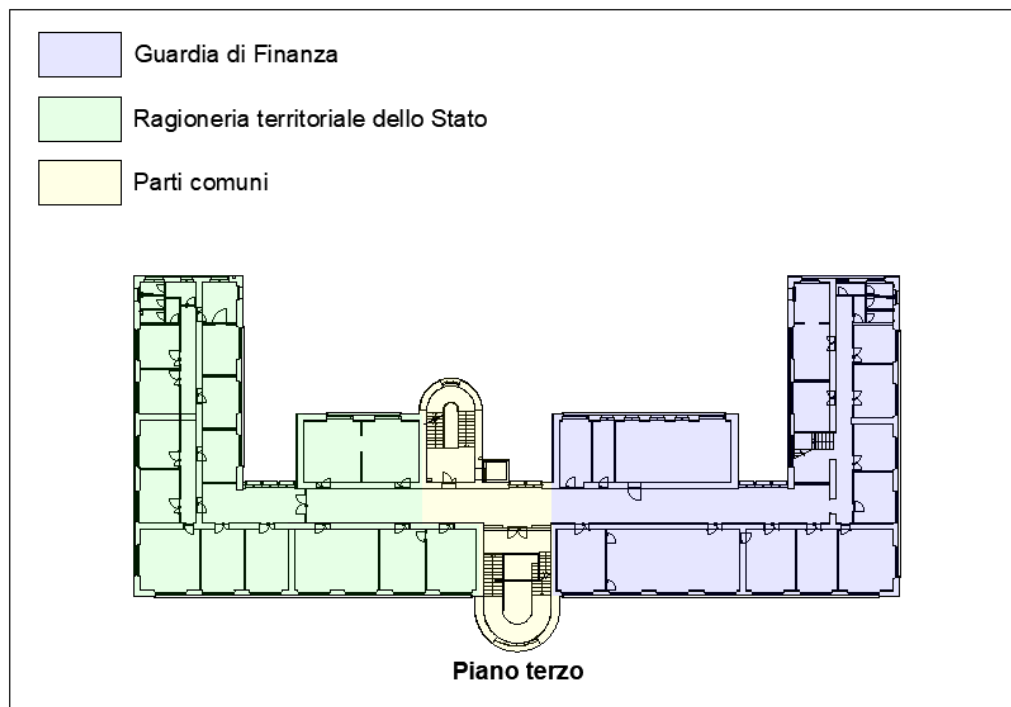 Guardia di Finanza
Ragioneria territoriale dello Stato
Parti comuni
Piano terzo